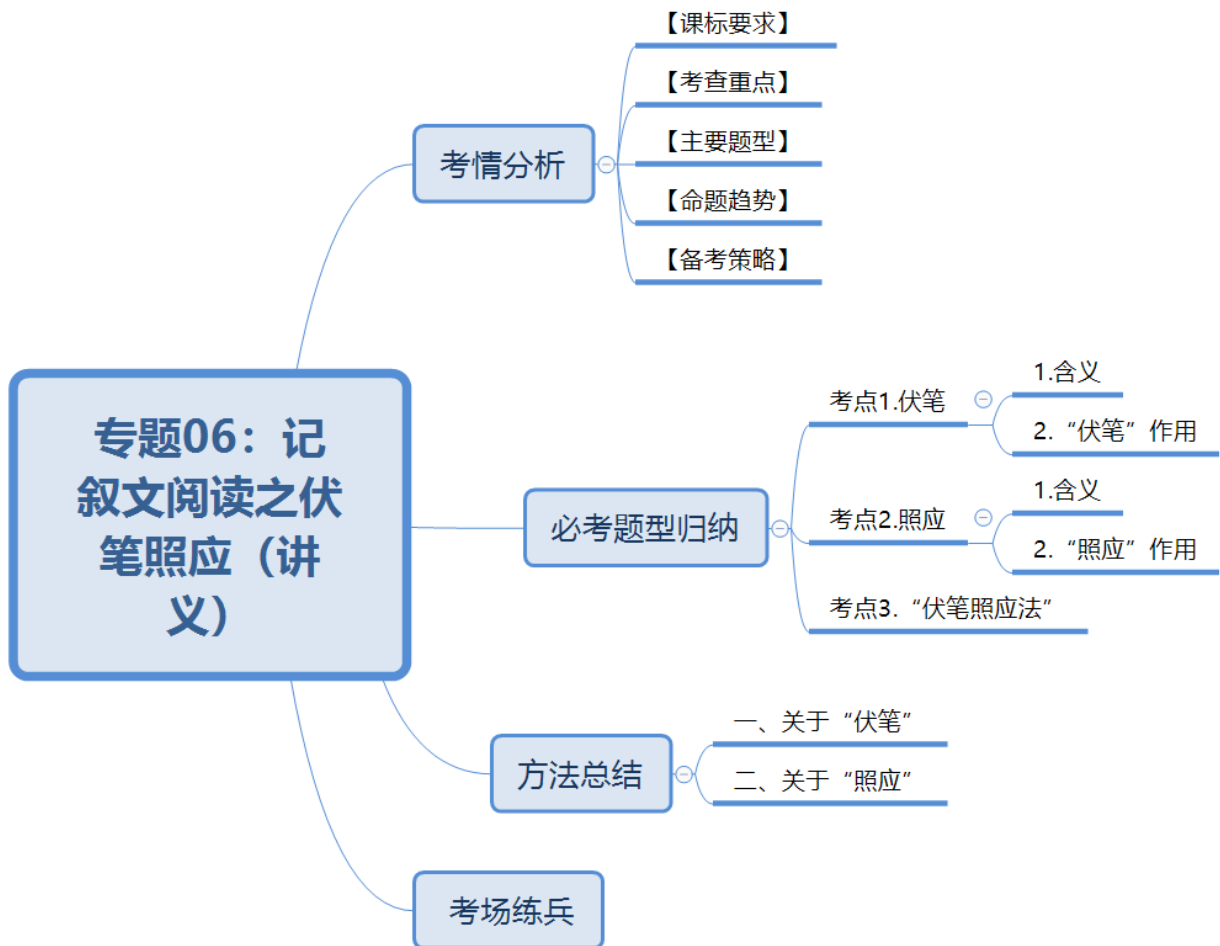 专题06：记
叙文阅读之伏
笔照应（讲
义）
考情分析
【课标要求】
【考查重点】
【主要题型】
【命题趋势】
【备考策略】
必考题型归纳
考点1.伏笔
1.含义
2.“伏笔”作用
考点2.照应
1.含义
2.“照应”作用
考点3.“伏笔照应法”
方法总结
一、关于“伏笔”
二、关于“照应”
考场练兵